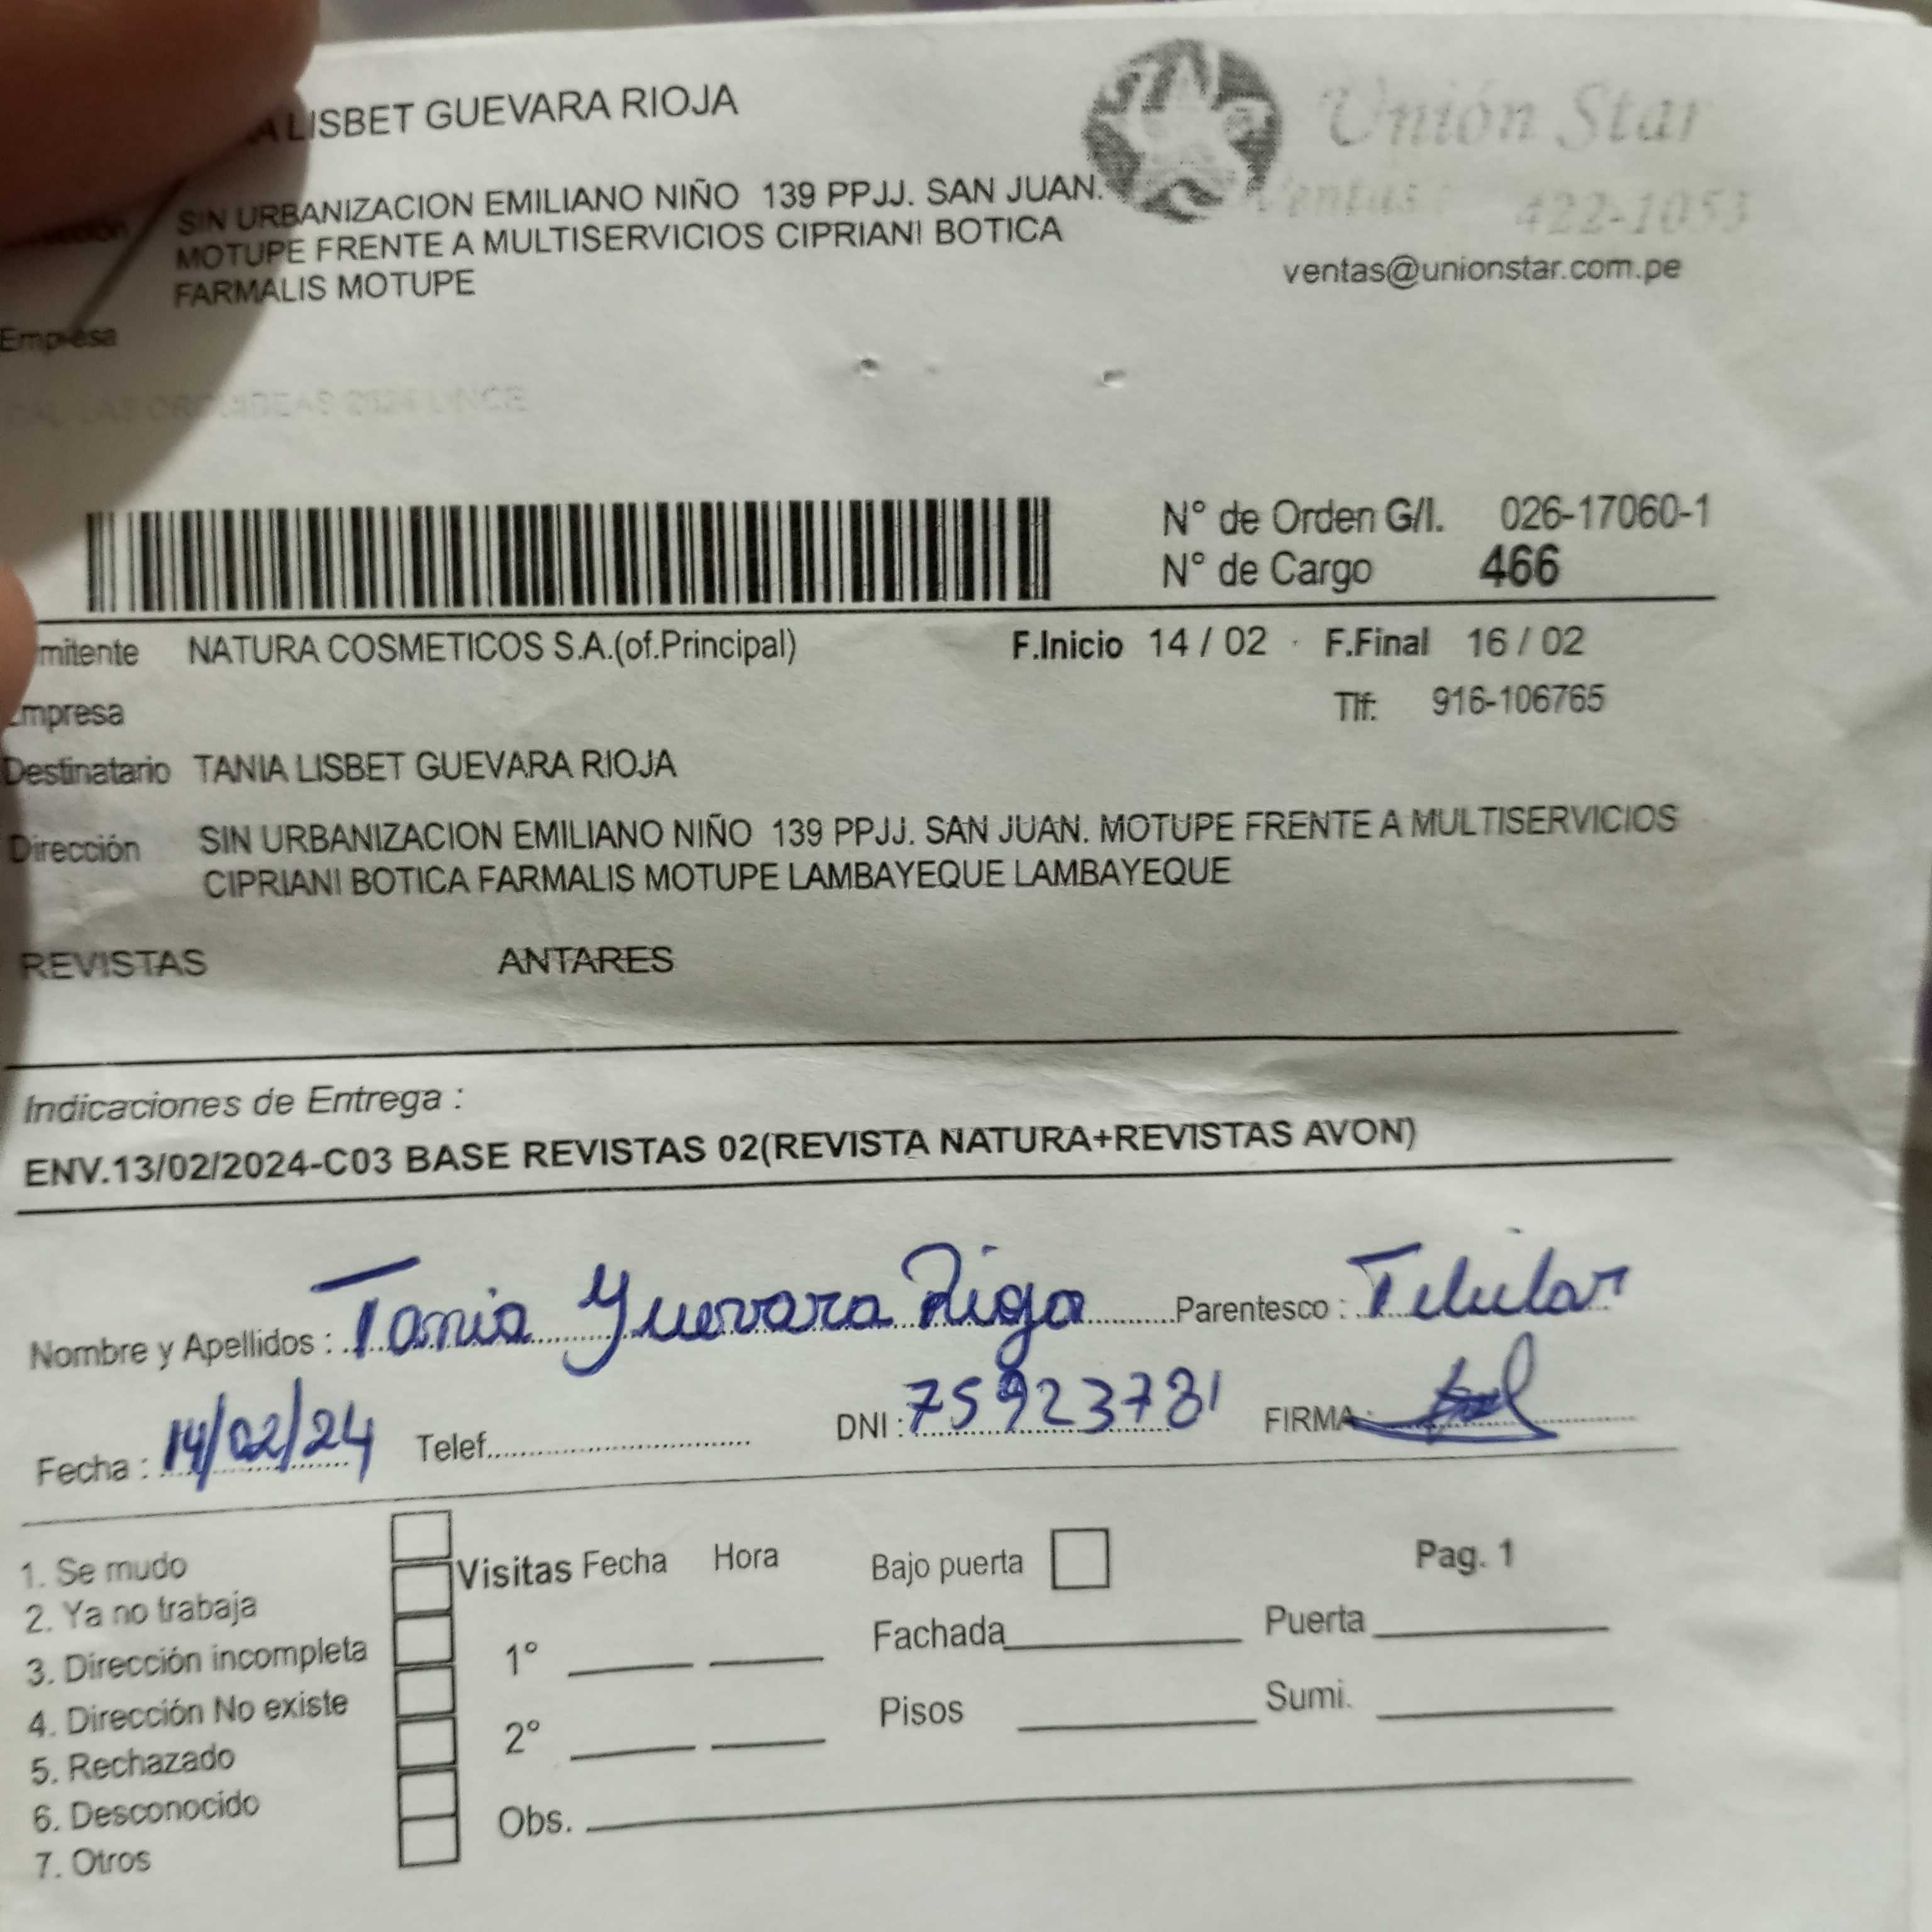 LISBET GUEVARA RIOJA
Unión Star
Ventas: 422-1053
ventas@unionstar.com.pe
SIN URBANIZACION EMILIANO NIÑO 139 PPJJ. SAN JUAN.
MOTUPE FRENTE A MULTISERVICIOS CIPRIANI BOTICA
FARMALIS MOTUPE
Empresa
N° de Orden G/I. 026-17060-1
N° de Cargo 466
mitente NATURA COSMETICOS S.A.(of.Principal) F.Inicio 14 / 02 F.Final 16 / 02
Empresa Tlf: 916-106765
Destinatario TANIA LISBET GUEVARA RIOJA
Dirección SIN URBANIZACION EMILIANO NIÑO 139 PPJJ. SAN JUAN. MOTUPE FRENTE A MULTISERVICIOS
CIPRIANI BOTICA FARMALIS MOTUPE LAMBAYEQUE LAMBAYEQUE
REVISTAS ANTARES
Indicaciones de Entrega :
ENV.13/02/2024-C03 BASE REVISTAS 02(REVISTA NATURA+REVISTAS AVON)
Nombre y Apellidos : Tania Guevara Rioja Parentesco : Titular
Fecha : 14/02/24 Telef. DNI : 75923781 FIRMA :
1. Se mudo
2. Ya no trabaja
3. Dirección incompleta
4. Dirección No existe
5. Rechazado
6. Desconocido
7. Otros
Visitas Fecha Hora
1°
2°
Obs.
Bajo puerta Pag. 1
Fachada Puerta
Pisos Sumi.